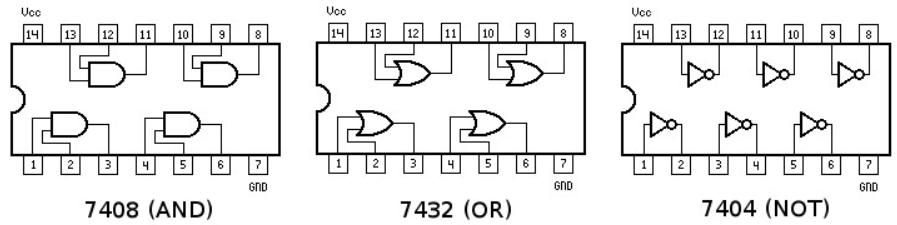 Vcc Vcc Vcc
14 13 12 11 10 9 8 14 13 12 11 10 9 8 14 13 12 11 10 9 8
1 2 3 4 5 6 7 1 2 3 4 5 6 7 1 2 3 4 5 6 7
GND GND GND
7408 (AND) 7432 (OR) 7404 (NOT)